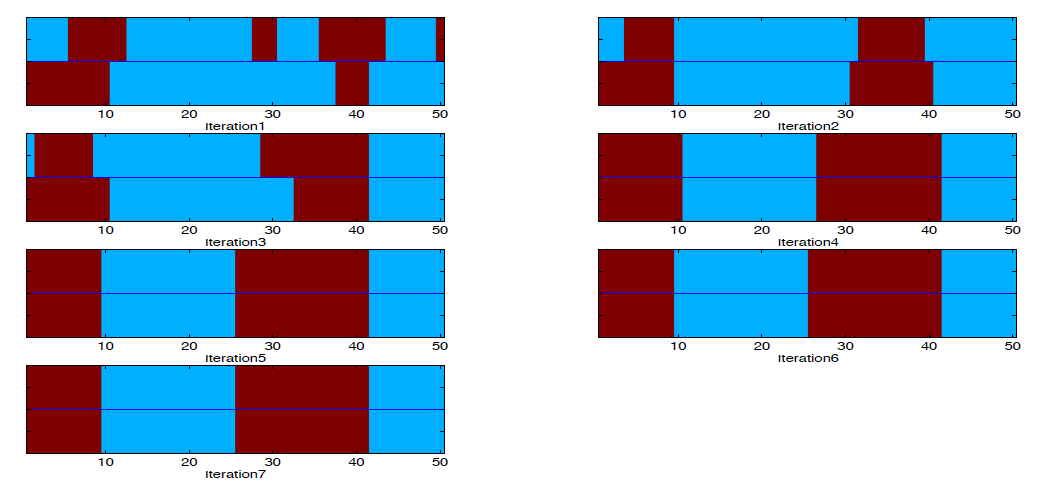 10 20 30 40 50
Iteration1
10 20 30 40 50
Iteration2
10 20 30 40 50
Iteration3
10 20 30 40 50
Iteration4
10 20 30 40 50
Iteration5
10 20 30 40 50
Iteration6
10 20 30 40 50
Iteration7